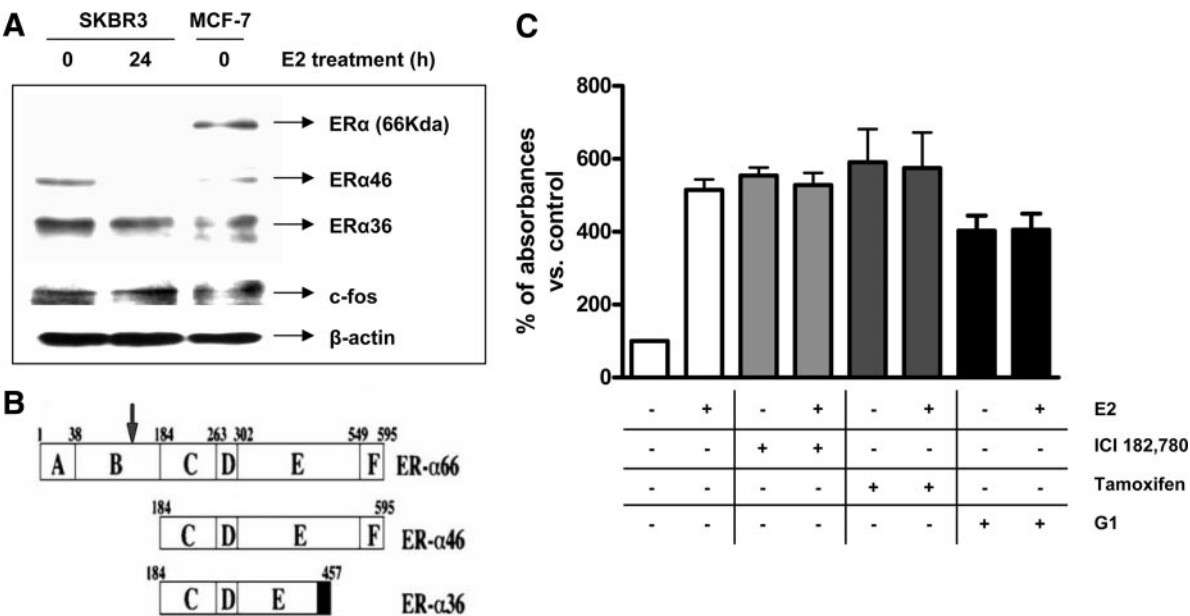 A
SKBR3 MCF-7
0 24 0 E2 treatment (h)
ERα (66Kda)
ERα46
ERα36
c-fos
β-actin
B
1 38 184 263 302 549 595
A B C D E F ER-α66
184 595
C D E F ER-α46
184 457
C D E ER-α36
C
% of absorbances
vs. control
800
600
400
200
0
- + - + - + - + E2
- - + + - - - - ICI 182,780
- - - - + + - - Tamoxifen
- - - - - - + + G1